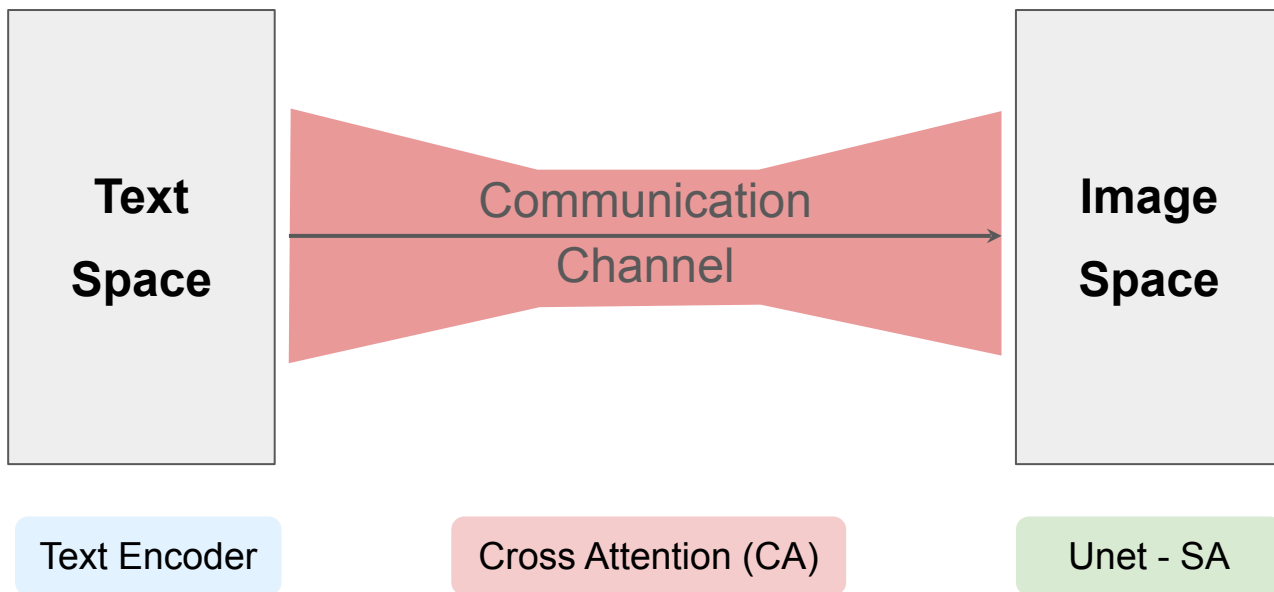 Text
Space
Communication
Channel
Image
Space
Text Encoder
Cross Attention (CA)
Unet - SA